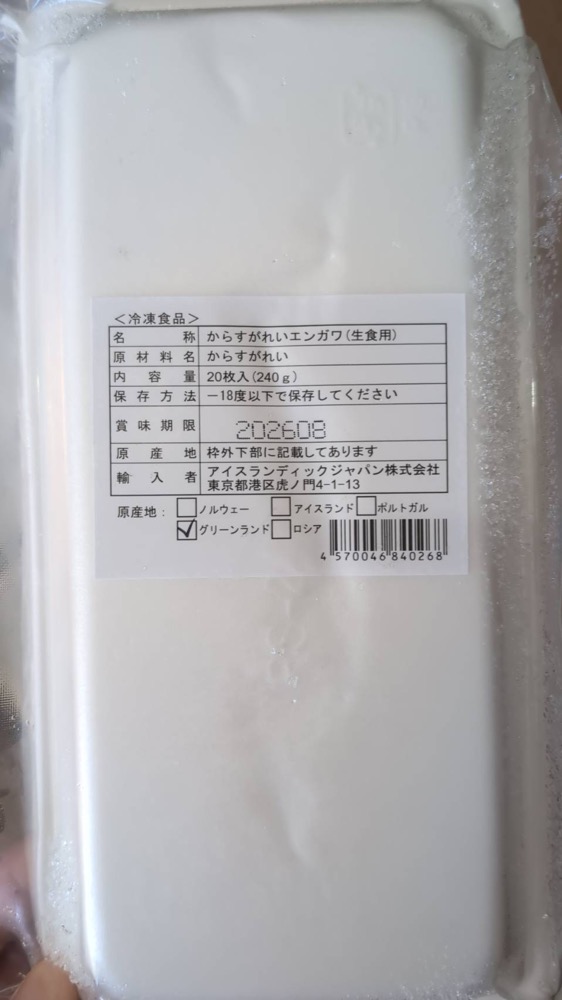 <冷凍食品>
名称 からすがれいエンガワ(生食用)
原材料名 からすがれい
内容量 20枚入(240g)
保存方法 -18度以下で保存してください
賞味期限 202608
原産地 枠外下部に記載してあります
輸入者 アイスランディックジャパン株式会社
東京都港区虎ノ門4-1-13
原産地: □ノルウェー □アイスランド □ポルトガル
☑グリーンランド □ロシア
4 570046 840268